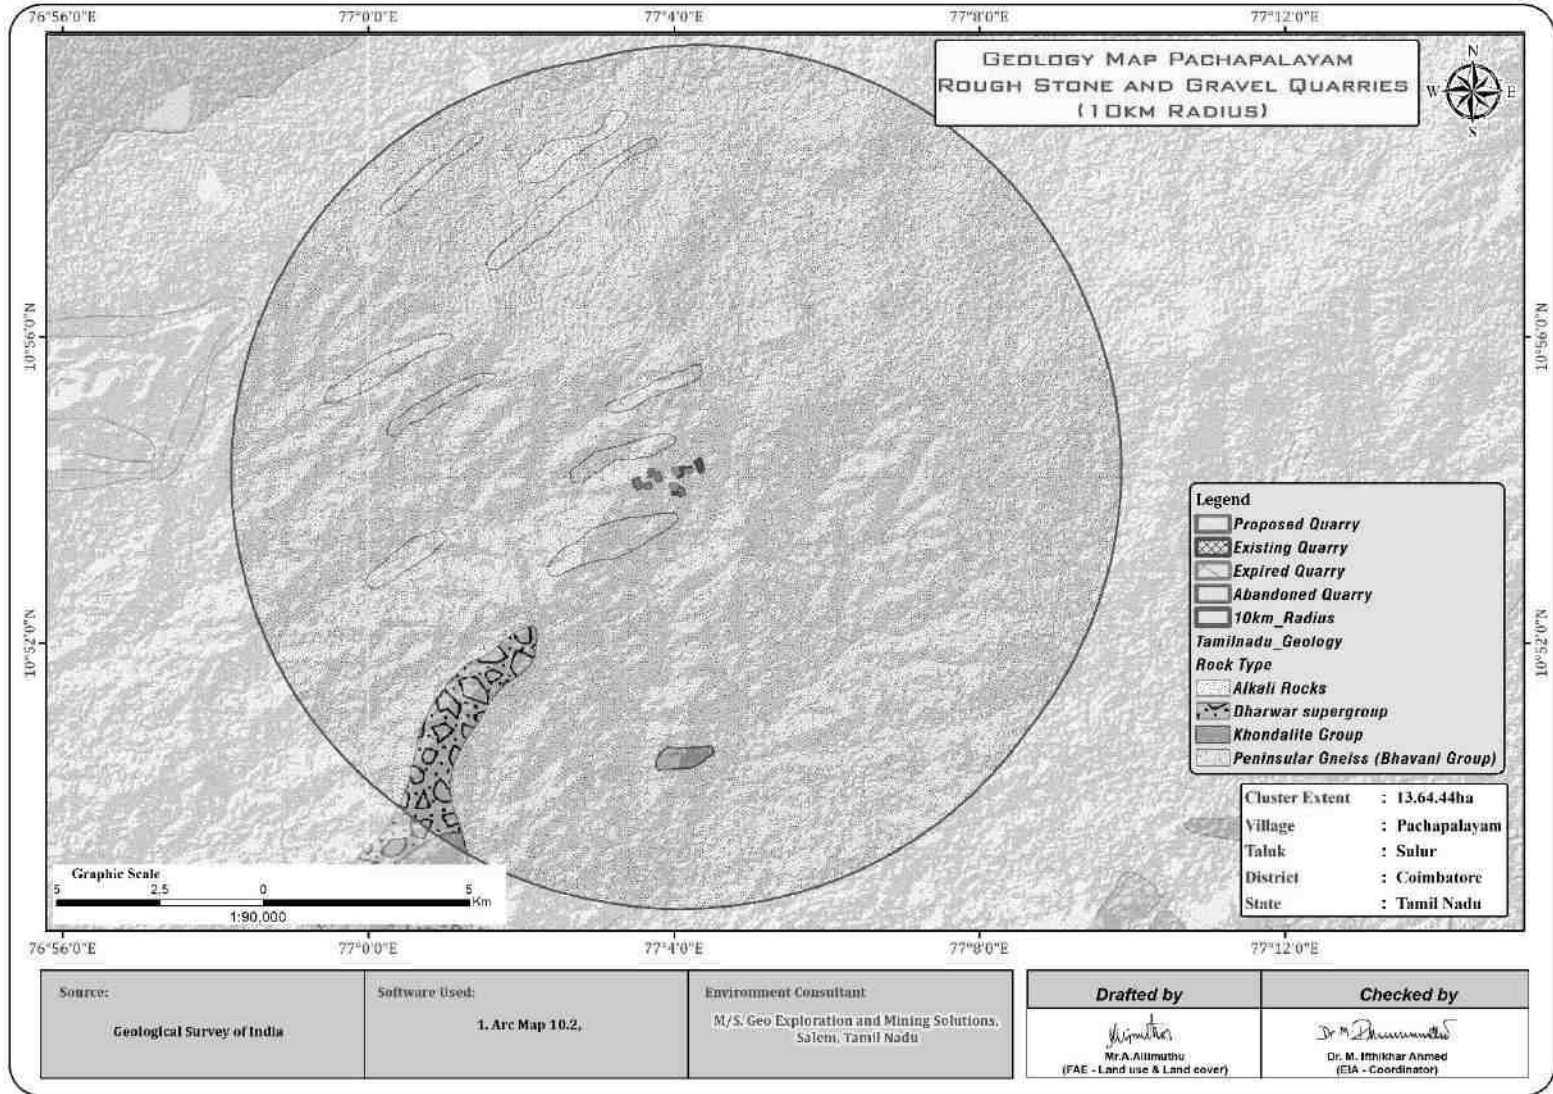 76°56'0"E 77°0'0"E 77°4'0"E 77°8'0"E 77°12'0"E
GEOLOGY MAP PACHAPALAYAM
ROUGH STONE AND GRAVEL QUARRIES
(10KM RADIUS)
N
W E
S
10°56'0"N 10°56'0"N
Legend
Proposed Quarry
Existing Quarry
Expired Quarry
Abandoned Quarry
10km_Radius
Tamilnadu_Geology
Rock Type
Alkali Rocks
Dharwar supergroup
Khondalite Group
Peninsular Gneiss (Bhavani Group)
10°52'0"N 10°52'0"N
Cluster Extent : 13.64.44ha
Village : Pachapalayam
Taluk : Sulur
District : Coimbatore
State : Tamil Nadu
Graphic Scale
5 2.5 0 5
Km
1:90,000
76°56'0"E 77°0'0"E 77°4'0"E 77°8'0"E 77°12'0"E
Source:
Geological Survey of India
Software Used:
1. Arc Map 10.2,
Environment Consultant
M/S. Geo Exploration and Mining Solutions,
Salem, Tamil Nadu
Drafted by
Mr.A.Allimuthu
(FAE - Land use & Land cover)
Checked by
Dr. M. Ifthikhar Ahmed
(EIA - Coordinator)